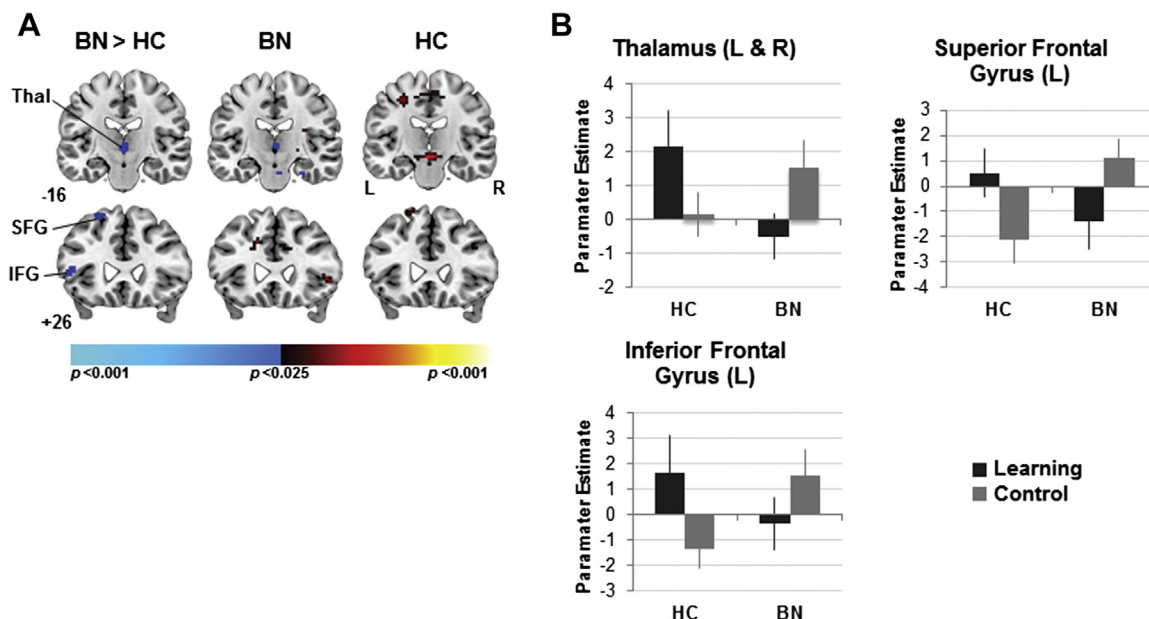 A
BN > HC
BN
HC
Thal
-16
L
R
SFG
IFG
+26
p<0.001
p<0.025
p<0.001
B
Thalamus (L & R)
Paramater Estimate
4
3
2
1
0
-1
-2
HC
BN
Superior Frontal
Gyrus (L)
Paramater Estimate
3
2
1
0
-1
-2
-3
-4
HC
BN
Inferior Frontal
Gyrus (L)
Paramater Estimate
4
3
2
1
0
-1
-2
-3
HC
BN
Learning
Control